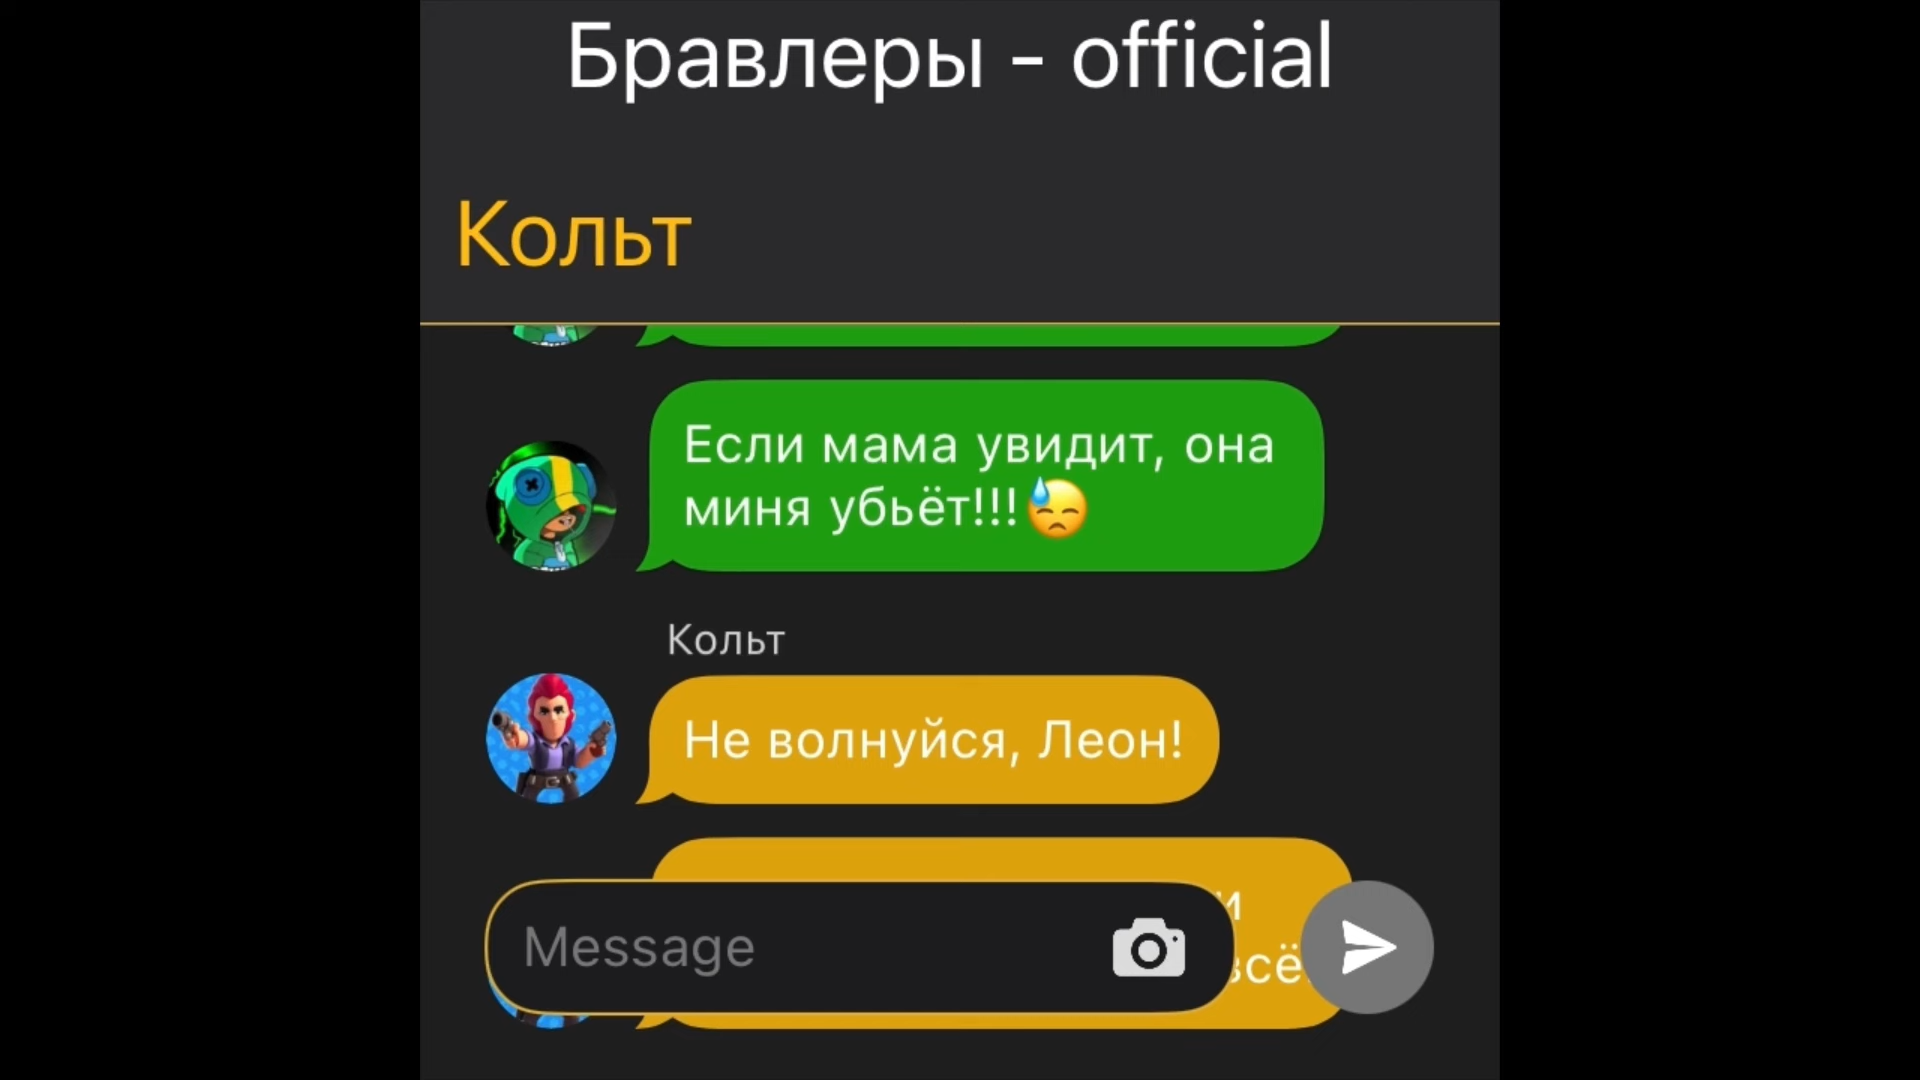 Бравлеры - official
Кольт
Если мама увидит, она
миня убьёт!!!😓
Кольт
Не волнуйся, Леон!
Message